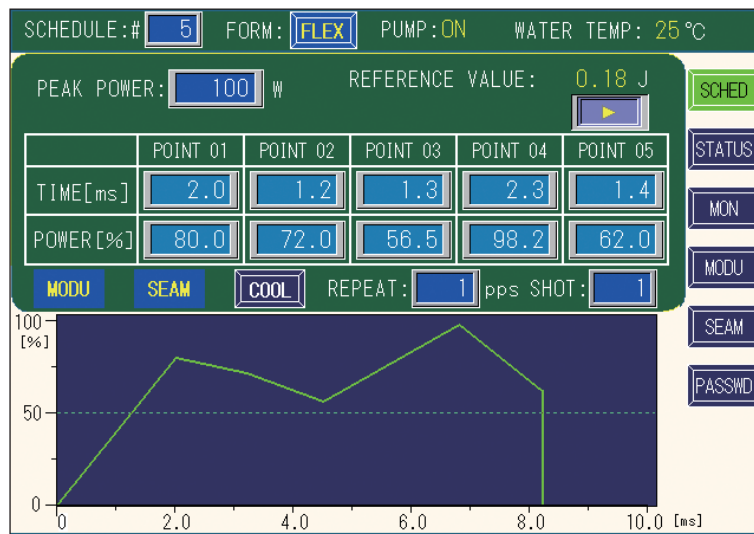 SCHEDULE:# 5 FORM: FLEX PUMP:ON WATER TEMP: 25 °C
PEAK POWER: 100 W REFERENCE VALUE: 0.18 J
SCHED
POINT 01 POINT 02 POINT 03 POINT 04 POINT 05
STATUS
TIME[ms] 2.0 1.2 1.3 2.3 1.4
MON
POWER[%] 80.0 72.0 56.5 98.2 62.0
MODU
MODU SEAM COOL REPEAT: 1 pps SHOT: 1
SEAM
PASSWD
100
[%]
50
0
0 2.0 4.0 6.0 8.0 10.0 [ms]